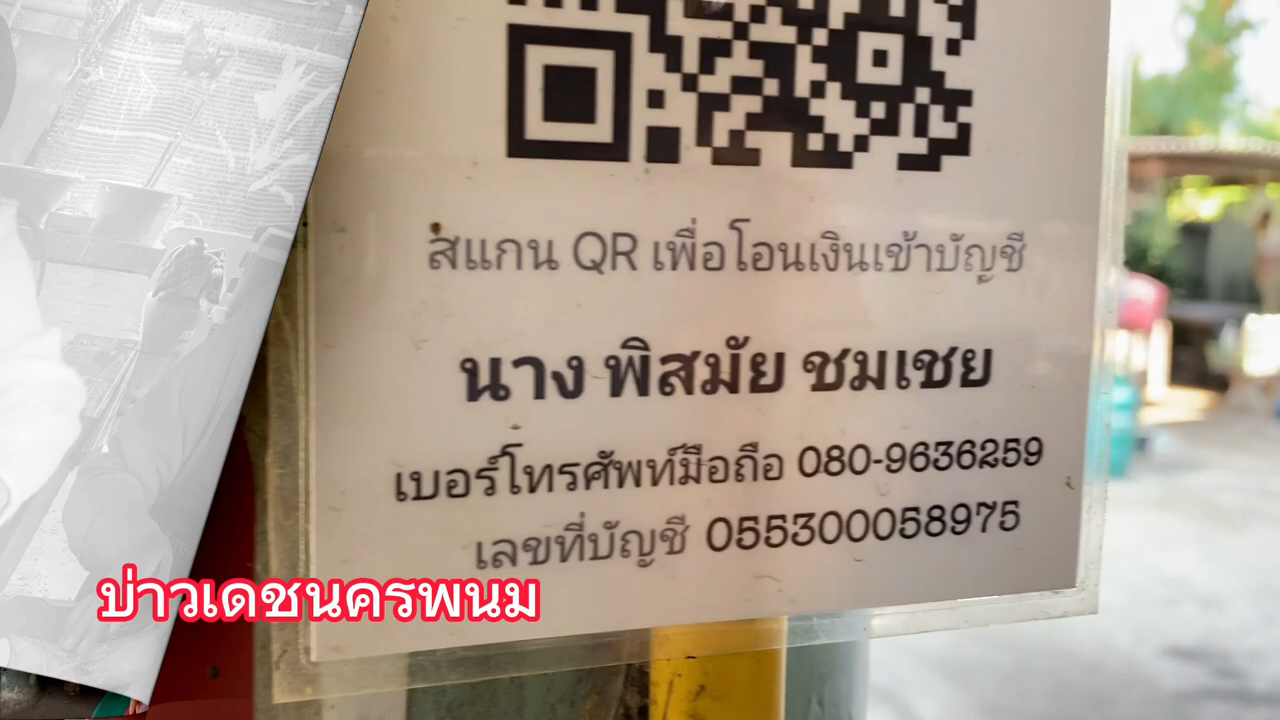 สแกน QR เพื่อโอนเงินเข้าบัญชี
นาง พิสมัย ชมเชย
เบอร์โทรศัพท์มือถือ 080-9636259
เลขที่บัญชี 055300058975
บ่าวเดชนครพนม